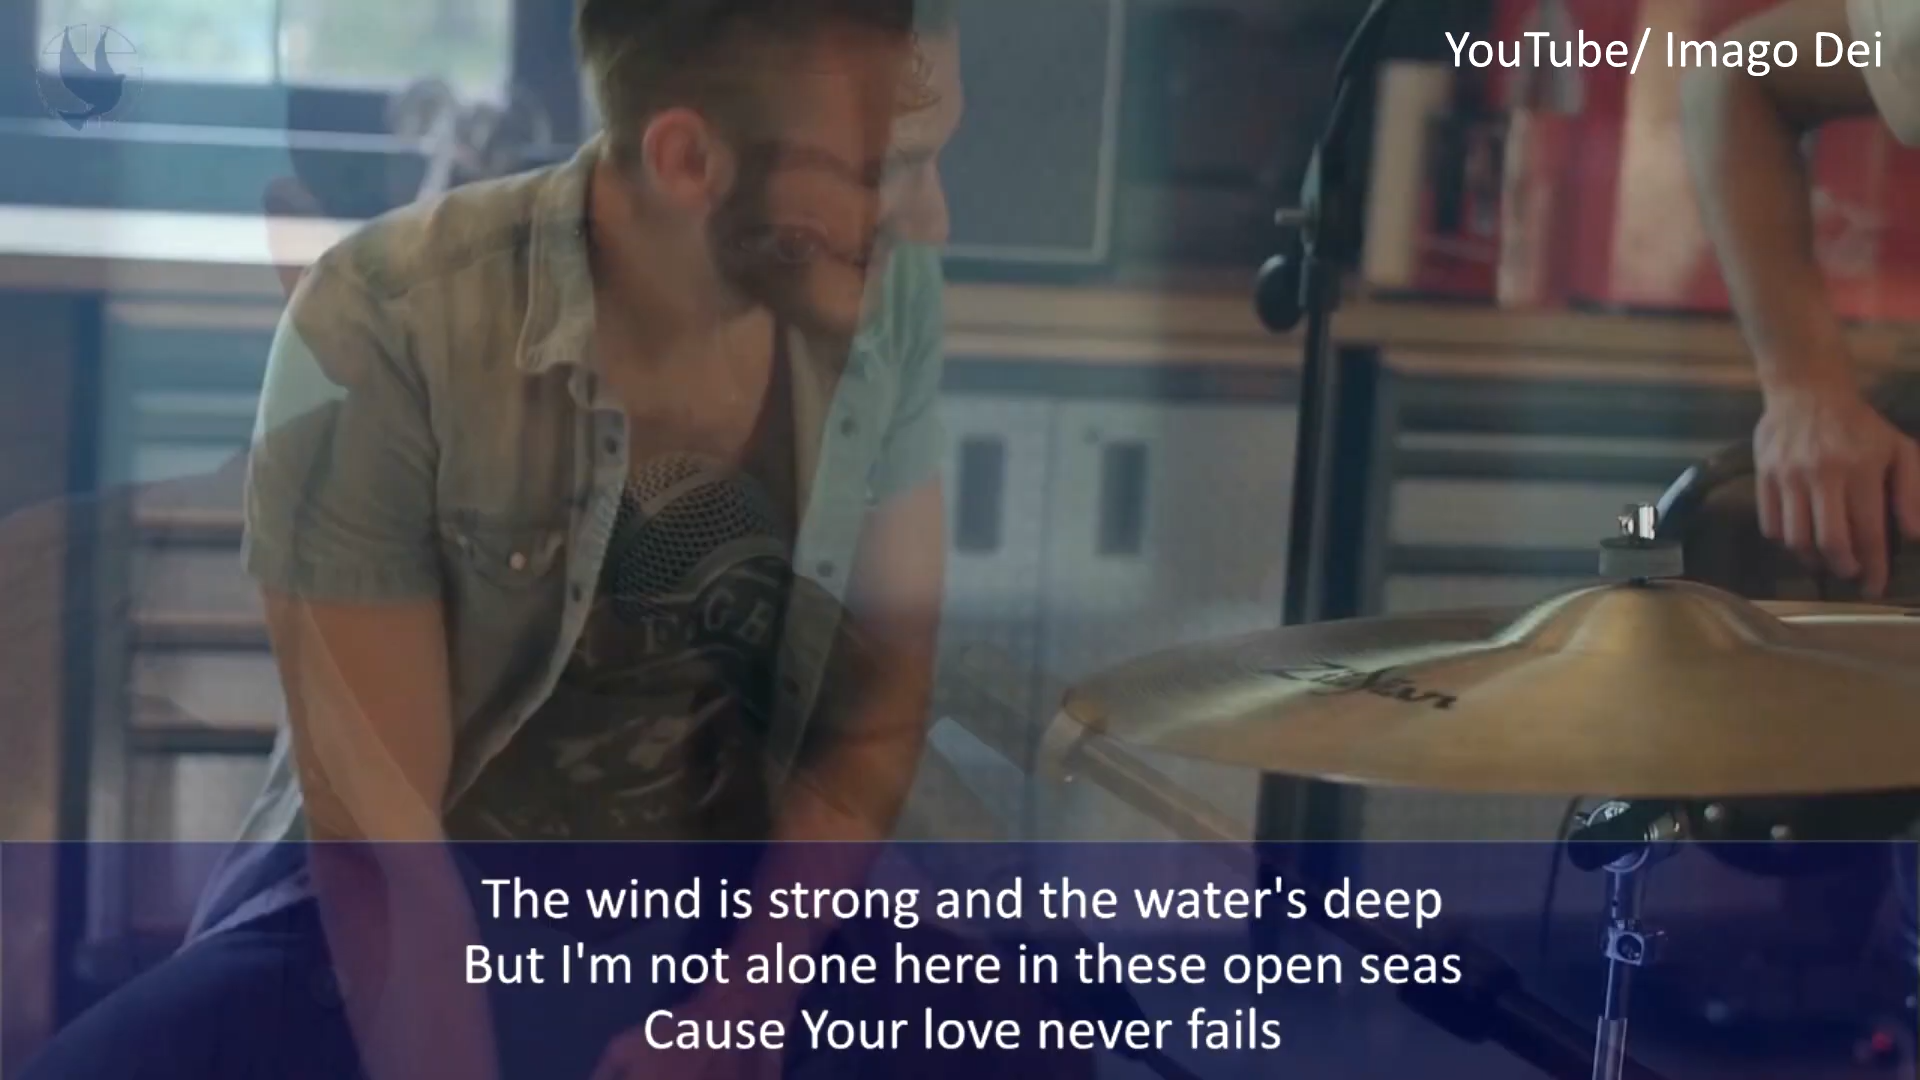 YouTube/ Imago Dei
Zildjian
The wind is strong and the water's deep
But I'm not alone here in these open seas
Cause Your love never fails